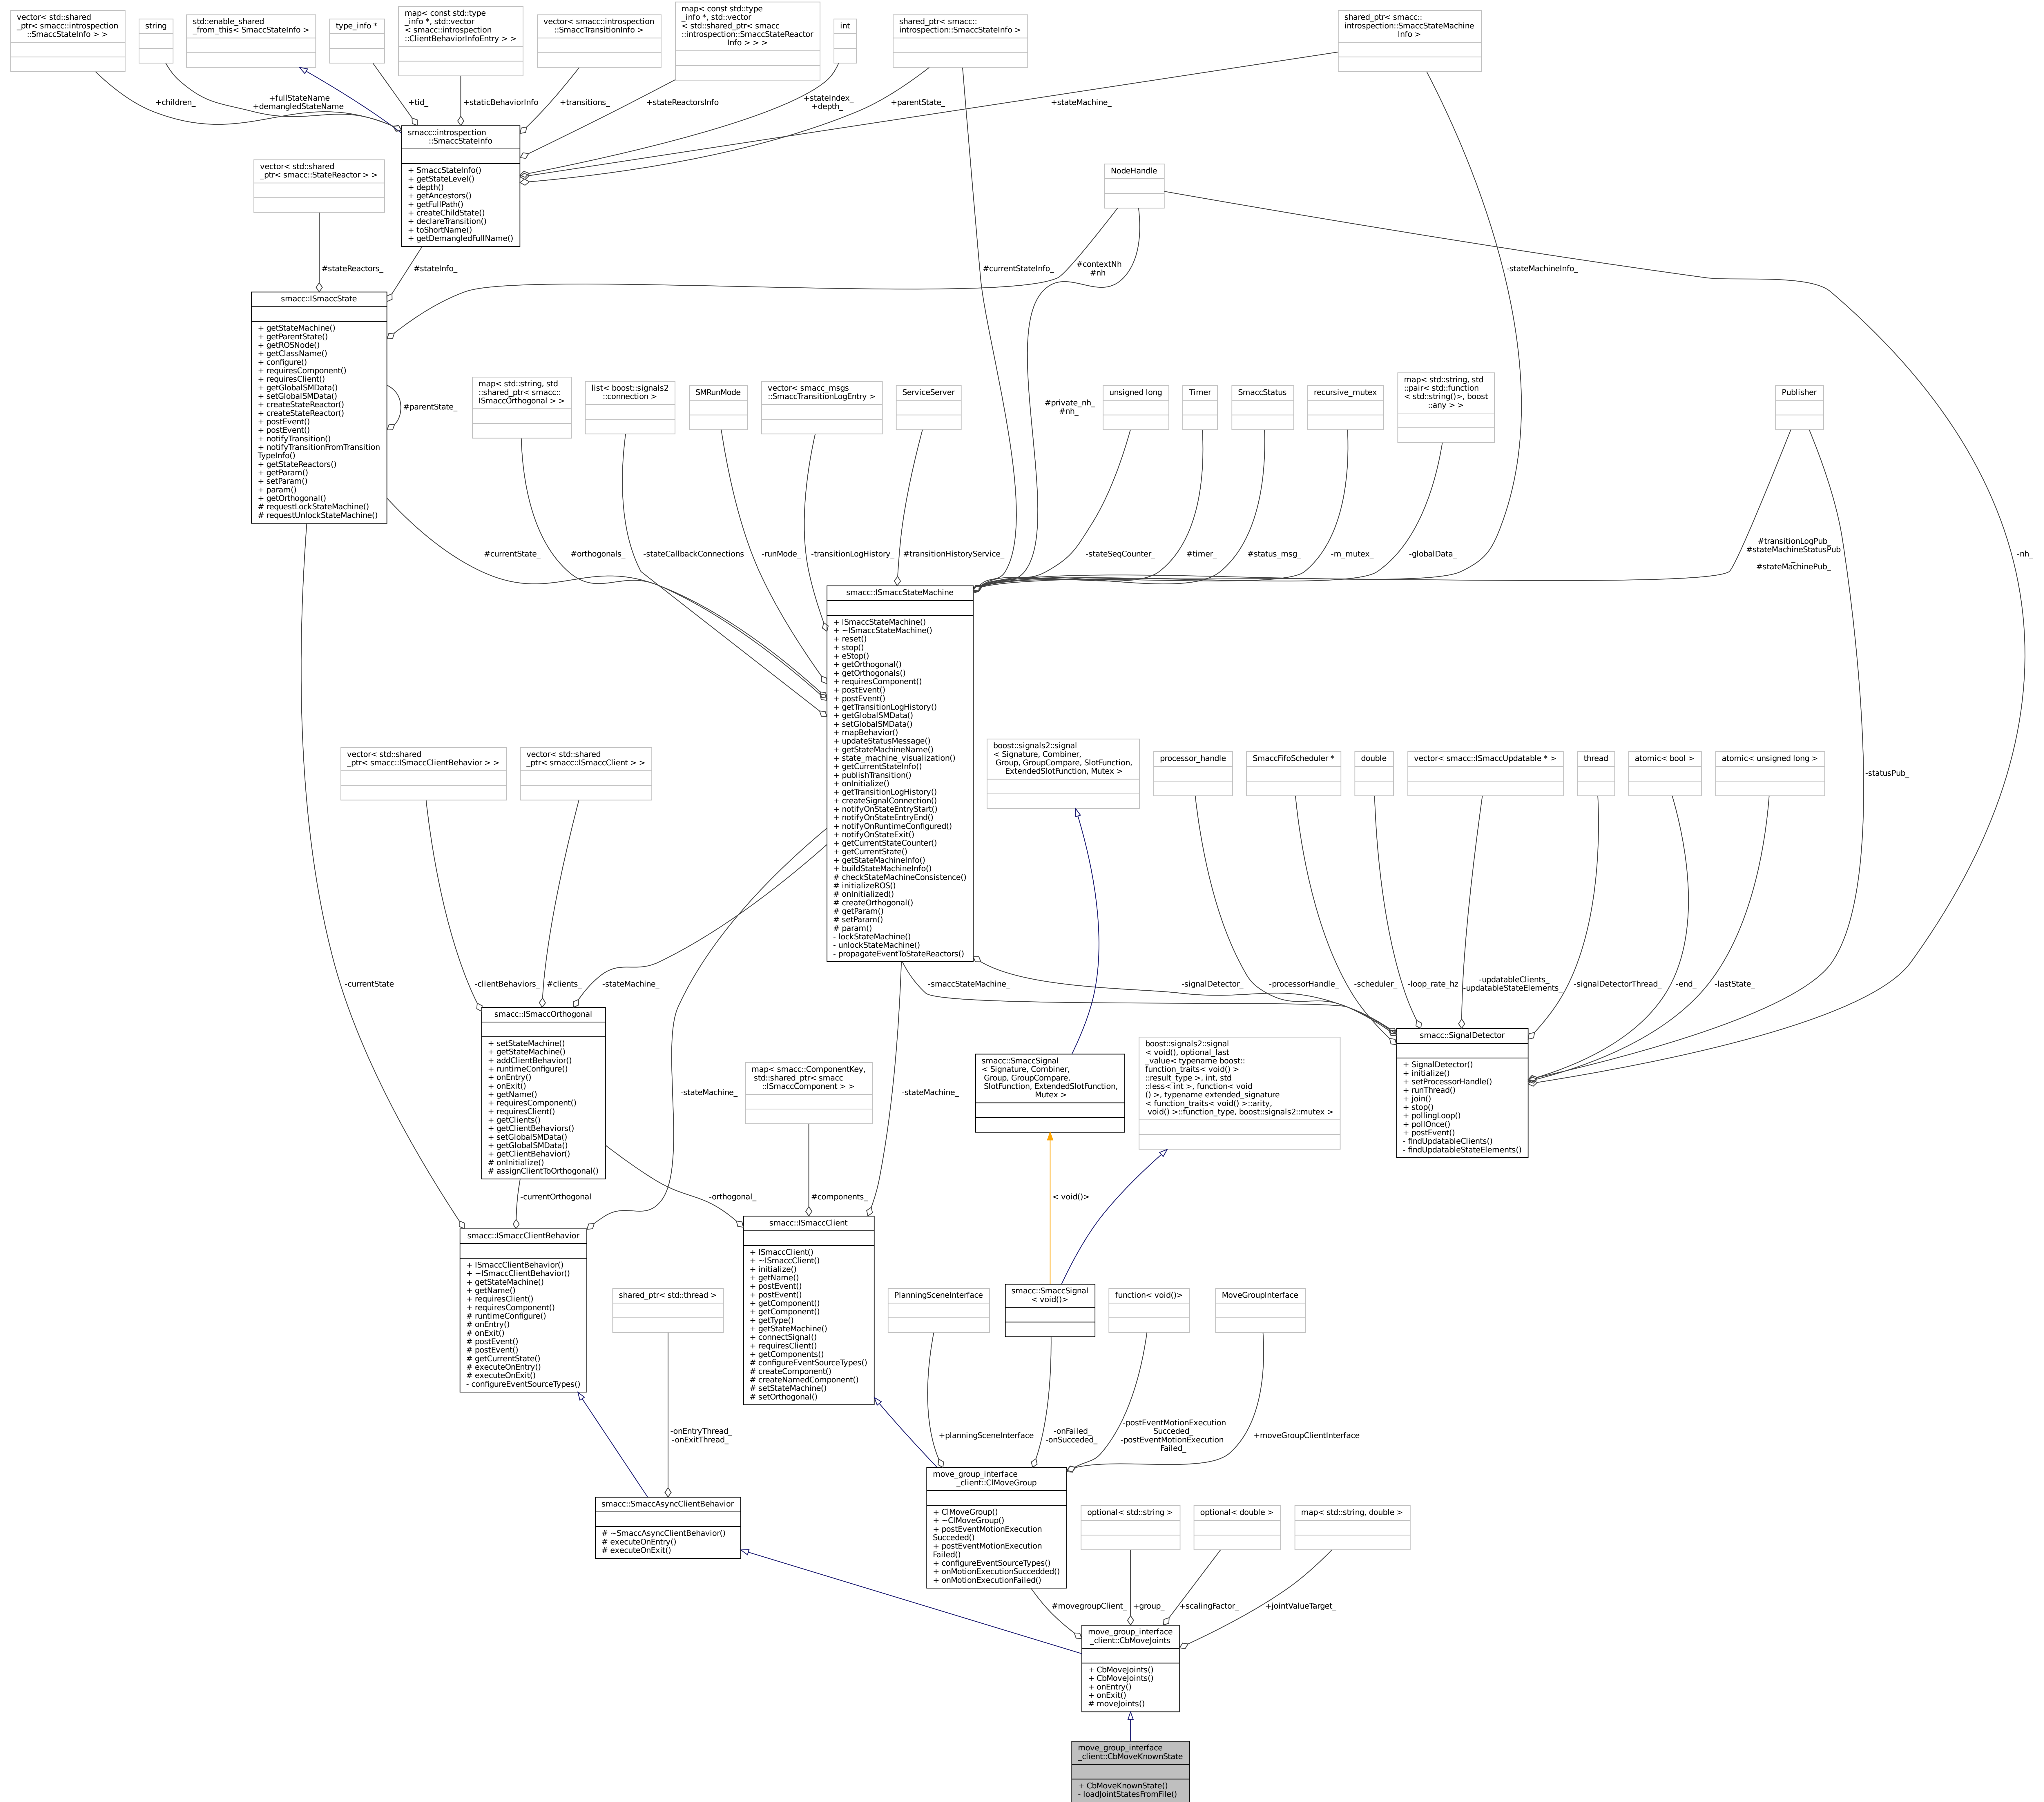 vector< std::shared
_ptr< smacc::introspection
::SmaccStateInfo > >
string
std::enable_shared
_from_this< SmaccStateInfo >
type_info *
map< const std::type
_info *, std::vector
< smacc::introspection
::ClientBehaviorInfoEntry > >
vector< smacc::introspection
::SmaccTransitionInfo >
map< const std::type
_info *, std::vector
< std::shared_ptr< smacc
::introspection::SmaccStateReactor
Info > > >
int
shared_ptr< smacc::
introspection::SmaccStateInfo >
shared_ptr< smacc::
introspection::SmaccStateMachine
Info >
+children_
+fullStateName
+demangledStateName
+tid_
+staticBehaviorInfo
+transitions_
+stateReactorsInfo
+stateIndex_
+depth_
+parentState_
+stateMachine_
smacc::introspection
::SmaccStateInfo
+ SmaccStateInfo()
+ getStateLevel()
+ depth()
+ getAncestors()
+ getFullPath()
+ createChildState()
+ declareTransition()
+ toShortName()
+ getDemangledFullName()
vector< std::shared
_ptr< smacc::StateReactor > >
NodeHandle
#stateReactors_
#stateInfo_
#contextNh
#nh
#currentStateInfo_
-stateMachineInfo_
smacc::ISmaccState
+ getStateMachine()
+ getParentState()
+ getROSNode()
+ getClassName()
+ configure()
+ requiresComponent()
+ requiresClient()
+ getGlobalSMData()
+ setGlobalSMData()
+ createStateReactor()
+ createStateReactor()
+ postEvent()
+ postEvent()
+ notifyTransition()
+ notifyTransitionFromTransition
TypeInfo()
+ getStateReactors()
+ getParam()
+ setParam()
+ param()
+ getOrthogonal()
# requestLockStateMachine()
# requestUnlockStateMachine()
#parentState_
map< std::string, std
::shared_ptr< smacc::
ISmaccOrthogonal > >
list< boost::signals2
::connection >
SMRunMode
vector< smacc_msgs
::SmaccTransitionLogEntry >
ServiceServer
#private_nh_
#nh_
unsigned long
Timer
SmaccStatus
recursive_mutex
map< std::string, std
::pair< std::function
< std::string()>, boost
::any > >
Publisher
#currentState_
#orthogonals_
-stateCallbackConnections
-runMode_
-transitionLogHistory_
#transitionHistoryService_
-stateSeqCounter_
#timer_
#status_msg_
-m_mutex_
-globalData_
#transitionLogPub_
#stateMachineStatusPub
_
#stateMachinePub_
-nh_
smacc::ISmaccStateMachine
+ ISmaccStateMachine()
+ ~ISmaccStateMachine()
+ reset()
+ stop()
+ eStop()
+ getOrthogonal()
+ getOrthogonals()
+ requiresComponent()
+ postEvent()
+ postEvent()
+ getTransitionLogHistory()
+ getGlobalSMData()
+ setGlobalSMData()
+ mapBehavior()
+ updateStatusMessage()
+ getStateMachineName()
+ state_machine_visualization()
+ getCurrentStateInfo()
+ publishTransition()
+ onInitialize()
+ getTransitionLogHistory()
+ createSignalConnection()
+ notifyOnStateEntryStart()
+ notifyOnStateEntryEnd()
+ notifyOnRuntimeConfigured()
+ notifyOnStateExit()
+ getCurrentStateCounter()
+ getCurrentState()
+ getStateMachineInfo()
+ buildStateMachineInfo()
# checkStateMachineConsistence()
# initializeROS()
# onInitialized()
# createOrthogonal()
# getParam()
# setParam()
# param()
- lockStateMachine()
- unlockStateMachine()
- propagateEventToStateReactors()
vector< std::shared
_ptr< smacc::ISmaccClientBehavior > >
vector< std::shared
_ptr< smacc::ISmaccClient > >
boost::signals2::signal
< Signature, Combiner,
Group, GroupCompare, SlotFunction,
ExtendedSlotFunction, Mutex >
processor_handle
SmaccFifoScheduler *
double
vector< smacc::ISmaccUpdatable * >
thread
atomic< bool >
atomic< unsigned long >
-statusPub_
-currentState
-clientBehaviors_
#clients_
-stateMachine_
-smaccStateMachine_
-signalDetector_
-processorHandle_
-scheduler_
-loop_rate_hz
-updatableClients_
-updatableStateElements_
-signalDetectorThread_
-end_
-lastState_
smacc::ISmaccOrthogonal
+ setStateMachine()
+ getStateMachine()
+ addClientBehavior()
+ runtimeConfigure()
+ onEntry()
+ onExit()
+ getName()
+ requiresComponent()
+ requiresClient()
+ getClients()
+ getClientBehaviors()
+ setGlobalSMData()
+ getGlobalSMData()
+ getClientBehavior()
# onInitialize()
# assignClientToOrthogonal()
-stateMachine_
map< smacc::ComponentKey,
std::shared_ptr< smacc
::ISmaccComponent > >
-stateMachine_
smacc::SmaccSignal
< Signature, Combiner,
Group, GroupCompare,
SlotFunction, ExtendedSlotFunction,
Mutex >
boost::signals2::signal
< void(), optional_last
_value< typename boost::
function_traits< void() >
::result_type >, int, std
::less< int >, function< void
() >, typename extended_signature
< function_traits< void() >::arity,
void() >::function_type, boost::signals2::mutex >
smacc::SignalDetector
+ SignalDetector()
+ initialize()
+ setProcessorHandle()
+ runThread()
+ join()
+ stop()
+ pollingLoop()
+ pollOnce()
+ postEvent()
- findUpdatableClients()
- findUpdatableStateElements()
-currentOrthogonal
-orthogonal_
#components_
< void()>
smacc::ISmaccClientBehavior
+ ISmaccClientBehavior()
+ ~ISmaccClientBehavior()
+ getStateMachine()
+ getName()
+ requiresClient()
+ requiresComponent()
# runtimeConfigure()
# onEntry()
# onExit()
# postEvent()
# postEvent()
# getCurrentState()
# executeOnEntry()
# executeOnExit()
- configureEventSourceTypes()
smacc::ISmaccClient
+ ISmaccClient()
+ ~ISmaccClient()
+ initialize()
+ getName()
+ postEvent()
+ postEvent()
+ getComponent()
+ getComponent()
+ getType()
+ getStateMachine()
+ connectSignal()
+ requiresClient()
+ getComponents()
# configureEventSourceTypes()
# createComponent()
# createNamedComponent()
# setStateMachine()
# setOrthogonal()
shared_ptr< std::thread >
PlanningSceneInterface
smacc::SmaccSignal
< void()>
function< void()>
MoveGroupInterface
-onEntryThread_
-onExitThread_
+planningSceneInterface
-onFailed_
-onSucceded_
-postEventMotionExecution
Succeded_
-postEventMotionExecution
Failed_
+moveGroupClientInterface
smacc::SmaccAsyncClientBehavior
# ~SmaccAsyncClientBehavior()
# executeOnEntry()
# executeOnExit()
move_group_interface
_client::ClMoveGroup
+ ClMoveGroup()
+ ~ClMoveGroup()
+ postEventMotionExecution
Succeded()
+ postEventMotionExecution
Failed()
+ configureEventSourceTypes()
+ onMotionExecutionSuccedded()
+ onMotionExecutionFailed()
optional< std::string >
optional< double >
map< std::string, double >
#movegroupClient_
+group_
+scalingFactor_
+jointValueTarget_
move_group_interface
_client::CbMoveJoints
+ CbMoveJoints()
+ CbMoveJoints()
+ onEntry()
+ onExit()
# moveJoints()
move_group_interface
_client::CbMoveKnownState
+ CbMoveKnownState()
- loadJointStatesFromFile()